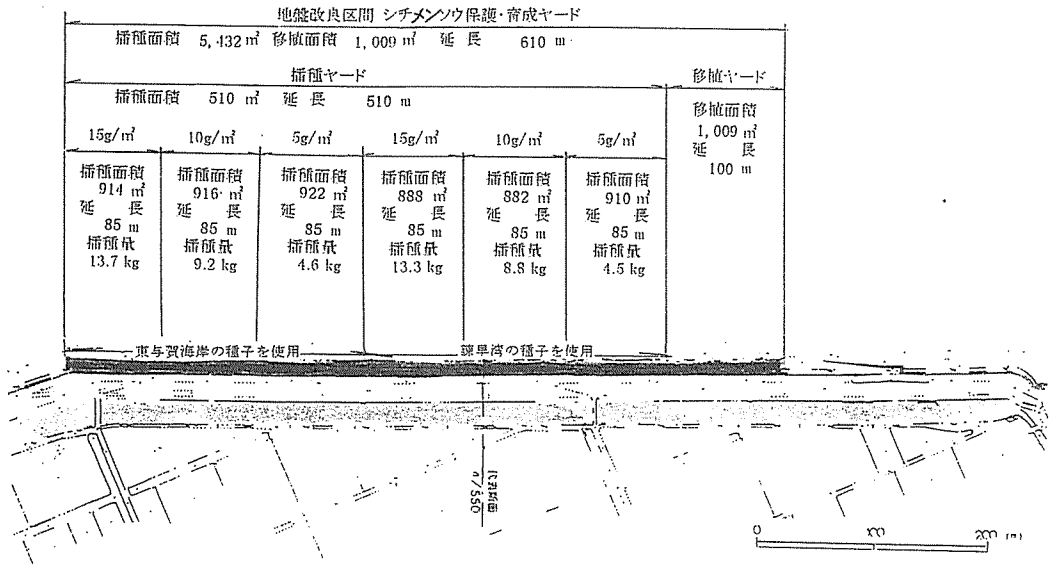 地盤改良区間 シチメンソウ保護・育成ヤード
播種面積 5,432 ㎡ 移植面積 1,009 ㎡ 延長 610 m
播種ヤード
移植ヤード
播種面積 510 ㎡ 延長 510 m
移植面積
1,009 ㎡
延長
100 m
15g/㎡ 10g/㎡ 5g/㎡ 15g/㎡ 10g/㎡ 5g/㎡
播種面積
914 ㎡
延長
85 m
播種量
13.7 kg
播種面積
916 ㎡
延長
85 m
播種量
9.2 kg
播種面積
922 ㎡
延長
85 m
播種量
4.6 kg
播種面積
888 ㎡
延長
85 m
播種量
13.3 kg
播種面積
882 ㎡
延長
85 m
播種量
8.8 kg
播種面積
910 ㎡
延長
85 m
播種量
4.5 kg
東与賀海岸の種子を使用
諫早湾の種子を使用
0 100 200 (m)